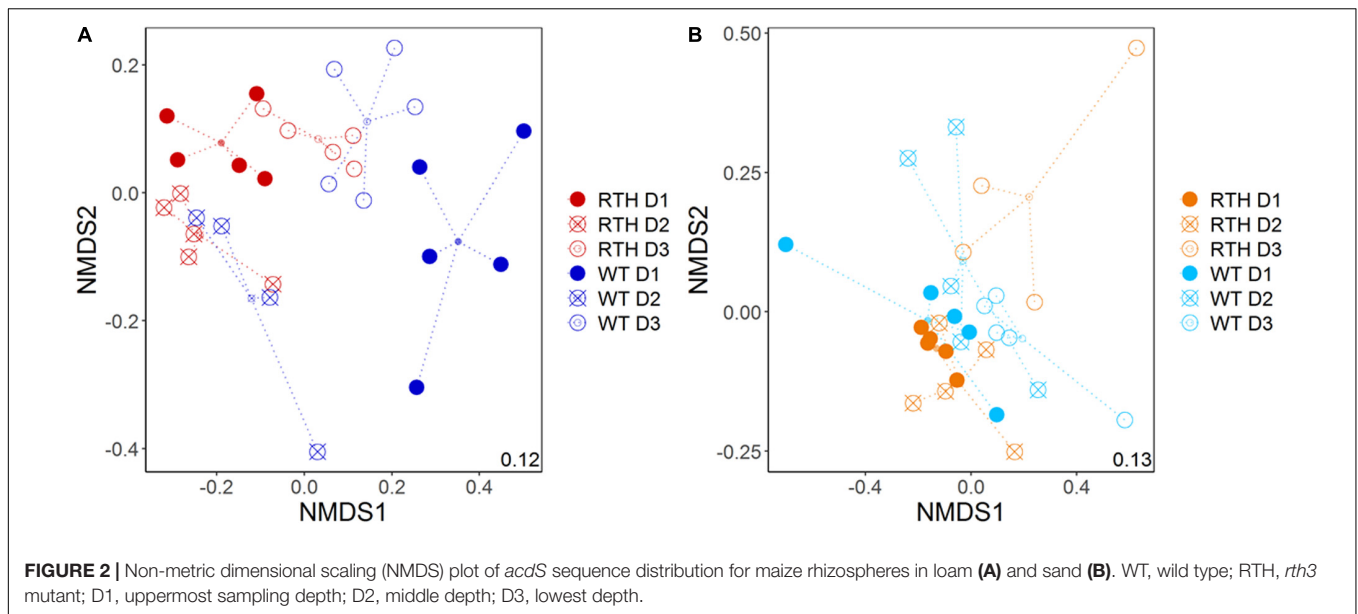 A
B
NMDS2
0.2
0.0
-0.2
-0.4
-0.2
0.0
0.2
0.4
NMDS1
0.12
RTH D1
RTH D2
RTH D3
WT D1
WT D2
WT D3
NMDS2
0.50
0.25
0.00
-0.25
-0.4
0.0
0.4
NMDS1
0.13
RTH D1
RTH D2
RTH D3
WT D1
WT D2
WT D3
FIGURE 2 | Non-metric dimensional scaling (NMDS) plot of acdS sequence distribution for maize rhizospheres in loam (A) and sand (B). WT, wild type; RTH, rth3
mutant; D1, uppermost sampling depth; D2, middle depth; D3, lowest depth.